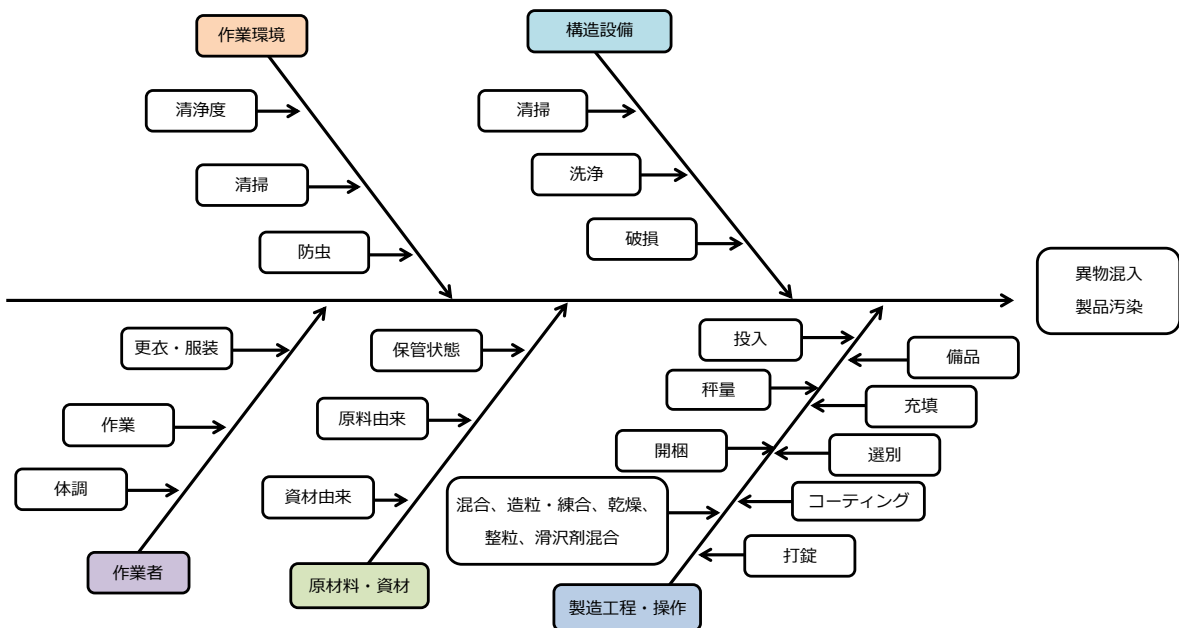 作業環境
構造設備
清浄度
清掃
防虫
清掃
洗浄
破損
異物混入
製品汚染
更衣・服装
作業
体調
作業者
保管状態
原料由来
資材由来
原材料・資材
投入
秤量
開梱
混合、造粒・練合、乾燥、
整粒、滑沢剤混合
備品
充填
選別
コーティング
打錠
製造工程・操作